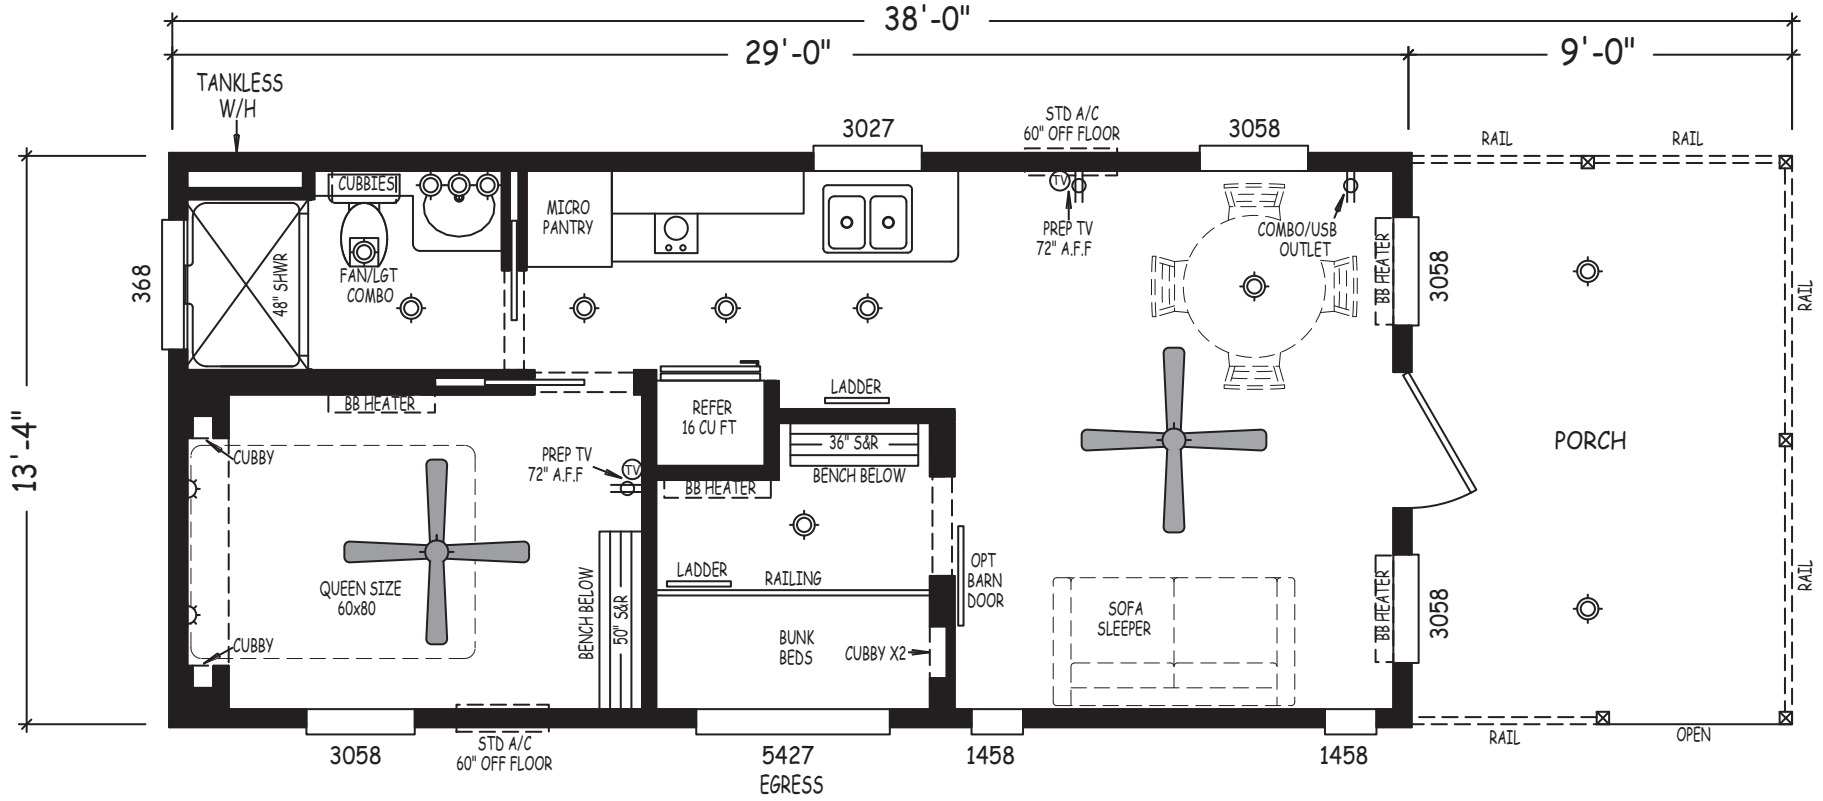 38'-0"
29'-0"
9'-0"
TANKLESS
W/H
3027
STD A/C
60" OFF FLOOR
3058
RAIL
RAIL
CUBBIES
MICRO
PANTRY
TV
PREP TV
72" A.F.F
COMBO/USB
OUTLET
368
48" SHWR
FAN/LGT
COMBO
BB HEATER
3058
RAIL
13'-4"
BB HEATER
REFER
16 CU FT
LADDER
36" S&R
BENCH BELOW
PORCH
CUBBY
PREP TV
72" A.F.F
TV
BB HEATER
QUEEN SIZE
60x80
BENCH BELOW
50" S&R
LADDER
RAILING
OPT
BARN
DOOR
SOFA
SLEEPER
BB HEATER
3058
RAIL
CUBBY
BUNK
BEDS
CUBBY X2
3058
STD A/C
60" OFF FLOOR
5427
EGRESS
1458
1458
RAIL
OPEN